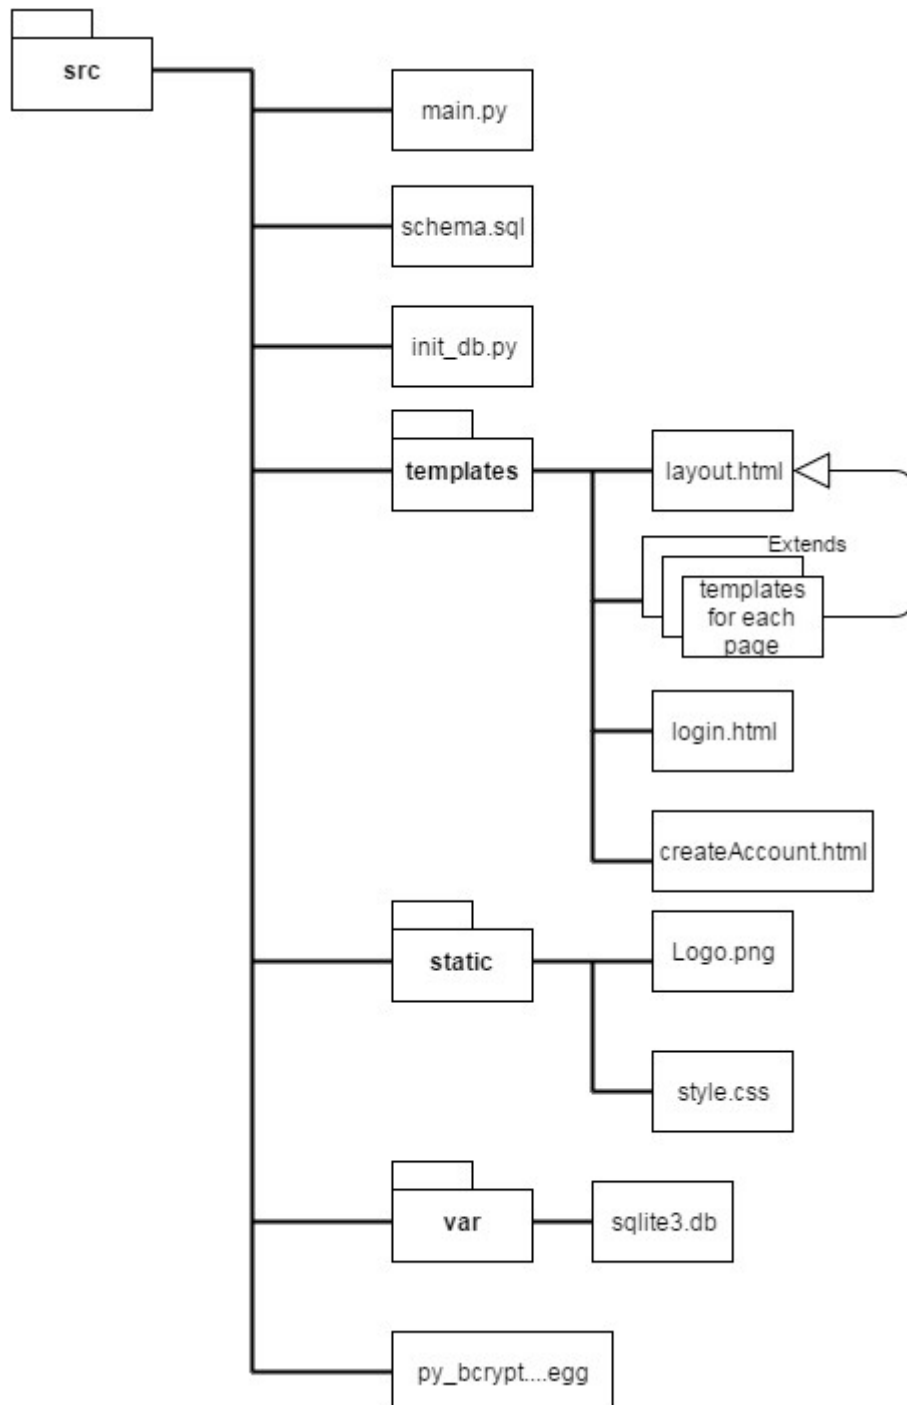 src
main.py
schema.sql
init_db.py
templates
layout.html
Extends
templates
for each
page
login.html
createAccount.html
static
Logo.png
style.css
var
sqlite3.db
py_bcrypt....egg